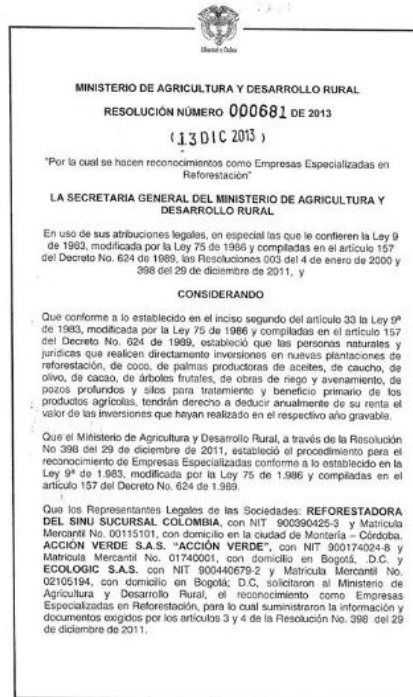 Libertad y Orden
MINISTERIO DE AGRICULTURA Y DESARROLLO RURAL
RESOLUCIÓN NÚMERO 000681 DE 2013
( 13 DIC 2013 )
"Por la cual se hacen reconocimientos como Empresas Especializadas en
Reforestación"
LA SECRETARIA GENERAL DEL MINISTERIO DE AGRICULTURA Y
DESARROLLO RURAL
En uso de sus atribuciones legales, en especial las que le confieren la Ley 9
de 1983, modificada por la Ley 75 de 1986 y compiladas en el artículo 157
del Decreto No. 624 de 1989, las Resoluciones 003 del 4 de enero de 2000 y
398 del 29 de diciembre de 2011, y
CONSIDERANDO
Que conforme a lo establecido en el inciso segundo del artículo 33 la Ley 9ª
de 1983, modificada por la Ley 75 de 1986 y compiladas en el artículo 157
del Decreto No. 624 de 1989, estableció que las personas naturales y
jurídicas que realicen directamente inversiones en nuevas plantaciones de
reforestación, de coco, de palmas productoras de aceites, de caucho, de
olivo, de cacao, de árboles frutales, de obras de riego y avenamiento, de
pozos profundos y silos para tratamiento y beneficio primario de los
productos agrícolas, tendrán derecho a deducir anualmente de su renta el
valor de las inversiones que hayan realizado en el respectivo año gravable.
Que el Ministerio de Agricultura y Desarrollo Rural, a través de la Resolución
No 398 del 29 de diciembre de 2011, estableció el procedimiento para el
reconocimiento de Empresas Especializadas conforme a lo establecido en la
Ley 9ª de 1.983, modificada por la Ley 75 de 1.986 y compiladas en el
artículo 157 del Decreto No. 624 de 1.989.
Que los Representantes Legales de las Sociedades: REFORESTADORA
DEL SINU SUCURSAL COLOMBIA, con NIT 900390425-3 y Matricula
Mercantil No. 00115101, con domicilio en la ciudad de Montería – Córdoba.
ACCIÓN VERDE S.A.S. "ACCIÓN VERDE", con NIT 900174024-8 y
Matricula Mercantil No. 01740001, con domicilio en Bogotá, .D.C. y
ECOLOGIC S.A.S. con NIT 900440679-2 y Matricula Mercantil No.
02105194, con domicilio en Bogotá; D.C, solicitaron al Ministerio de
Agricultura y Desarrollo Rural, el reconocimiento como Empresas
Especializadas en Reforestación, para lo cual suministraron la información y
documentos exigidos por los artículos 3 y 4 de la Resolución No. 398 del 29
de diciembre de 2011.